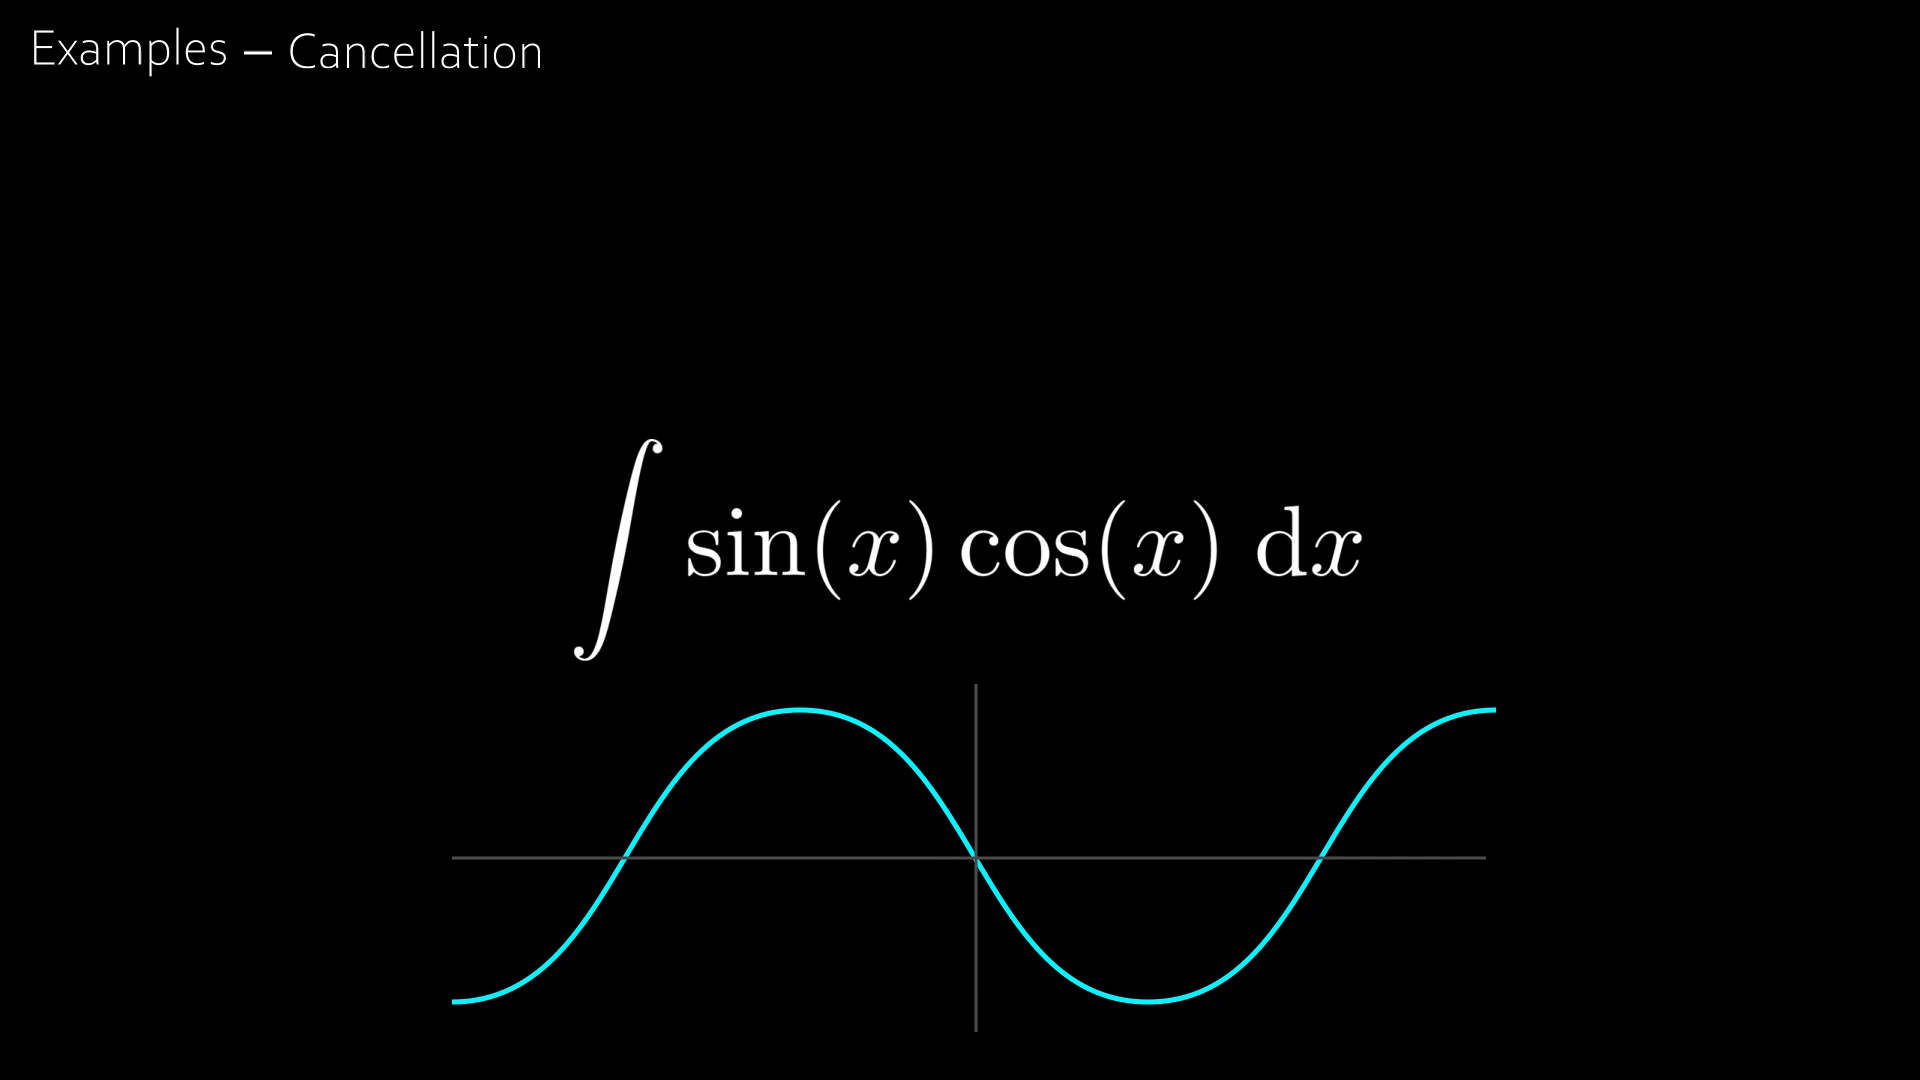 Examples – Cancellation
∫ sin(x) cos(x) dx